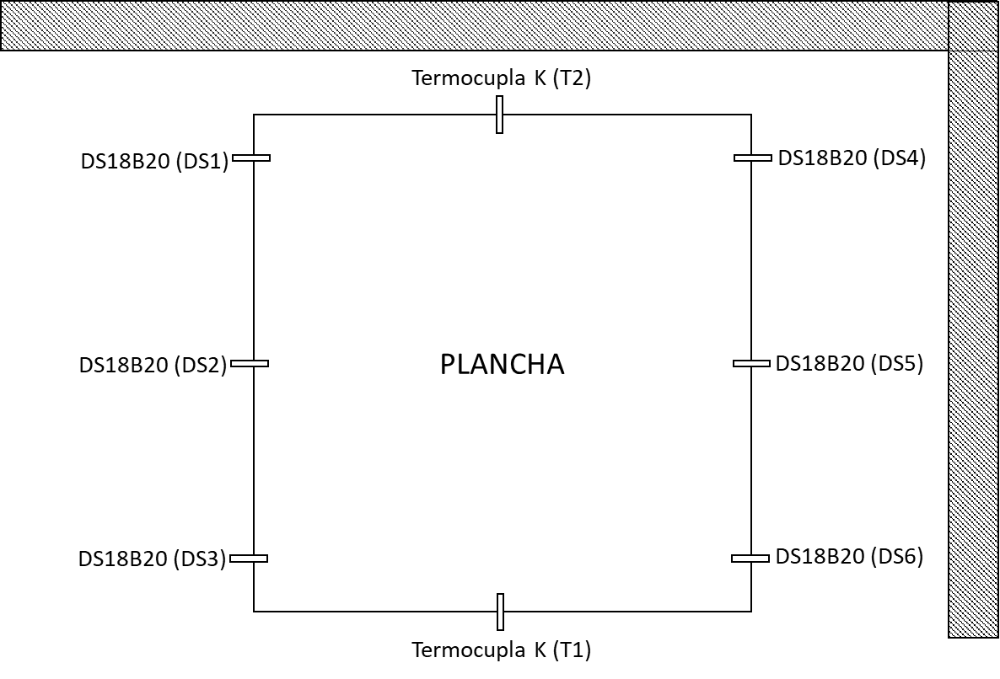 Termocupla K (T2)
DS18B20 (DS1)
DS18B20 (DS4)
DS18B20 (DS2)
PLANCHA
DS18B20 (DS5)
DS18B20 (DS3)
DS18B20 (DS6)
Termocupla K (T1)